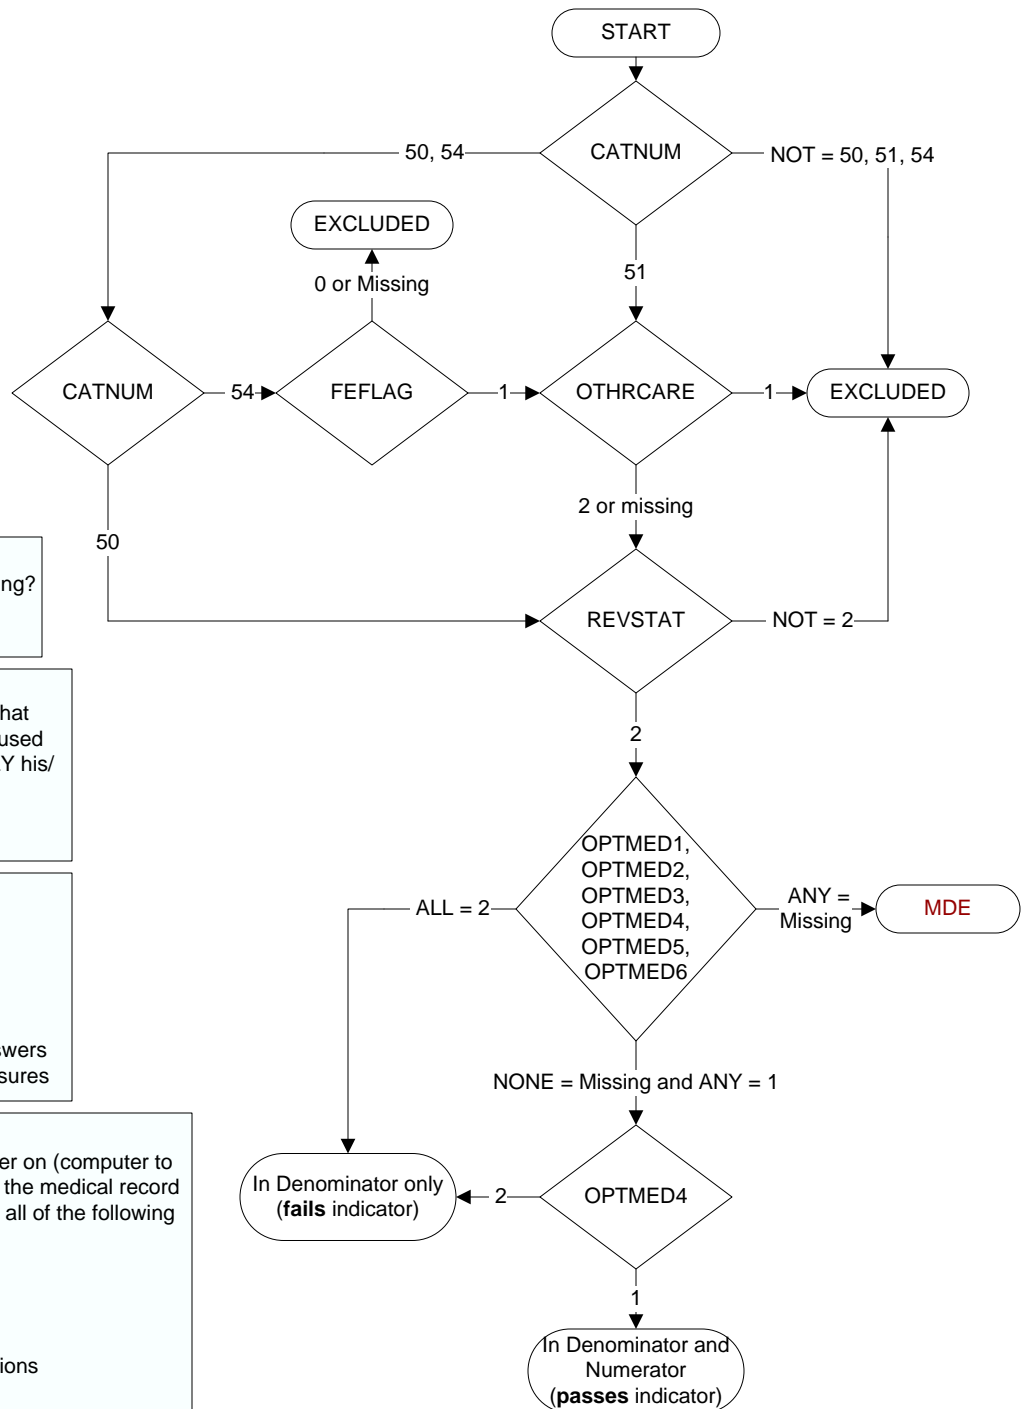 START
CATNUM
50, 54
NOT = 50, 51, 54
EXCLUDED
0 or Missing
51
CATNUM
54
FEFLAG
1
OTHRCARE
1
EXCLUDED
2 or missing
50
REVSTAT
NOT = 2
2
OPTMED1,
OPTMED2,
OPTMED3,
OPTMED4,
OPTMED5,
OPTMED6
ALL = 2
ANY =
Missing
MDE
NONE = Missing and ANY = 1
In Denominator only
(fails indicator)
2
OPTMED4
1
In Denominator and
Numerator
(passes indicator)
ng?
hat
used
Y his/
swers
sures
er on (computer to
the medical record
all of the following
ions